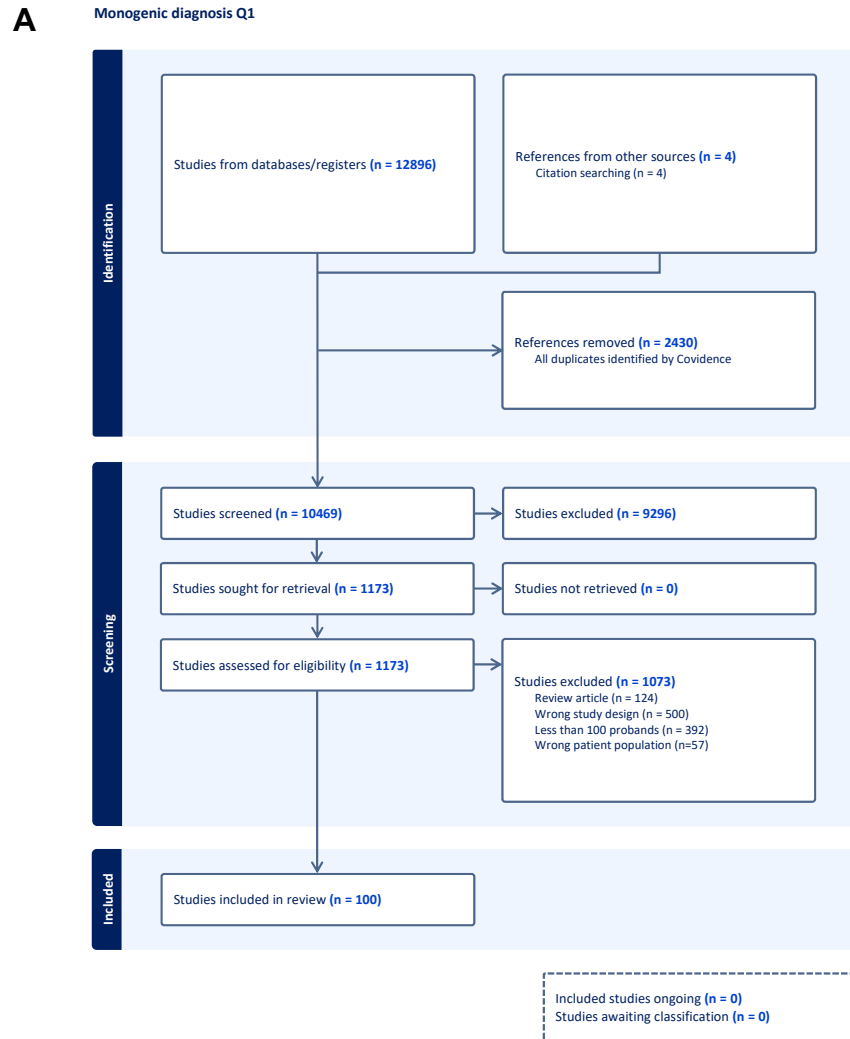 A
Monogenic diagnosis Q1
Identification
Studies from databases/registers (n = 12896)
References from other sources (n = 4)
Citation searching (n = 4)
References removed (n = 2430)
All duplicates identified by Covidence
Screening
Studies screened (n = 10469)
Studies excluded (n = 9296)
Studies sought for retrieval (n = 1173)
Studies not retrieved (n = 0)
Studies assessed for eligibility (n = 1173)
Studies excluded (n = 1073)
Review article (n = 124)
Wrong study design (n = 500)
Less than 100 probands (n = 392)
Wrong patient population (n=57)
Included
Studies included in review (n = 100)
Included studies ongoing (n = 0)
Studies awaiting classification (n = 0)